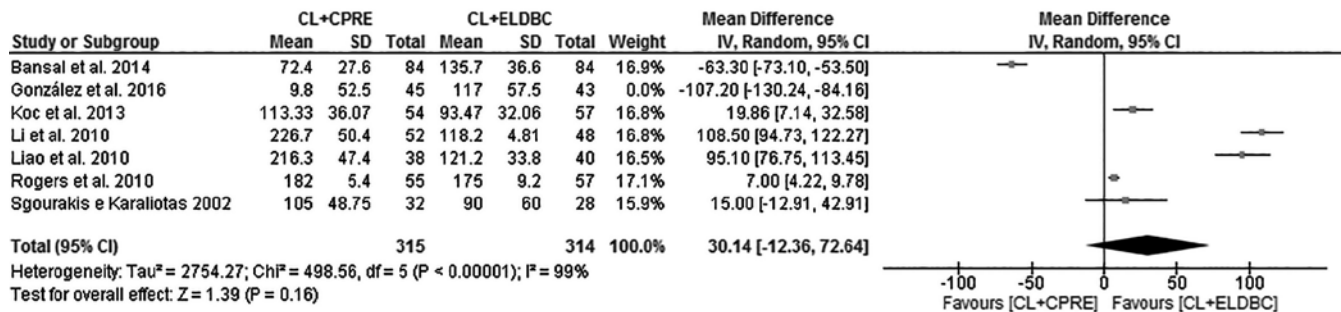 CL+CPRE CL+ELDBC Mean Difference Mean Difference
Study or Subgroup Mean SD Total Mean SD Total Weight IV, Random, 95% CI IV, Random, 95% CI
Bansal et al. 2014 72.4 27.6 84 135.7 36.6 84 16.9% -63.30 [-73.10, -53.50]
González et al. 2016 9.8 52.5 45 117 57.5 43 0.0% -107.20 [-130.24, -84.16]
Koc et al. 2013 113.33 36.07 54 93.47 32.06 57 16.8% 19.86 [7.14, 32.58]
Li et al. 2010 226.7 50.4 52 118.2 4.81 48 16.8% 108.50 [94.73, 122.27]
Liao et al. 2010 216.3 47.4 38 121.2 33.8 40 16.5% 95.10 [76.75, 113.45]
Rogers et al. 2010 182 5.4 55 175 9.2 57 17.1% 7.00 [4.22, 9.78]
Sgourakis e Karaliotas 2002 105 48.75 32 90 60 28 15.9% 15.00 [-12.91, 42.91]
Total (95% CI) 315 314 100.0% 30.14 [-12.36, 72.64]
Heterogeneity: Tau² = 2754.27; Chi² = 498.56, df = 5 (P < 0.00001); I² = 99%
Test for overall effect: Z = 1.39 (P = 0.16)
-100 -50 0 50 100
Favours [CL+CPRE] Favours [CL+ELDBC]